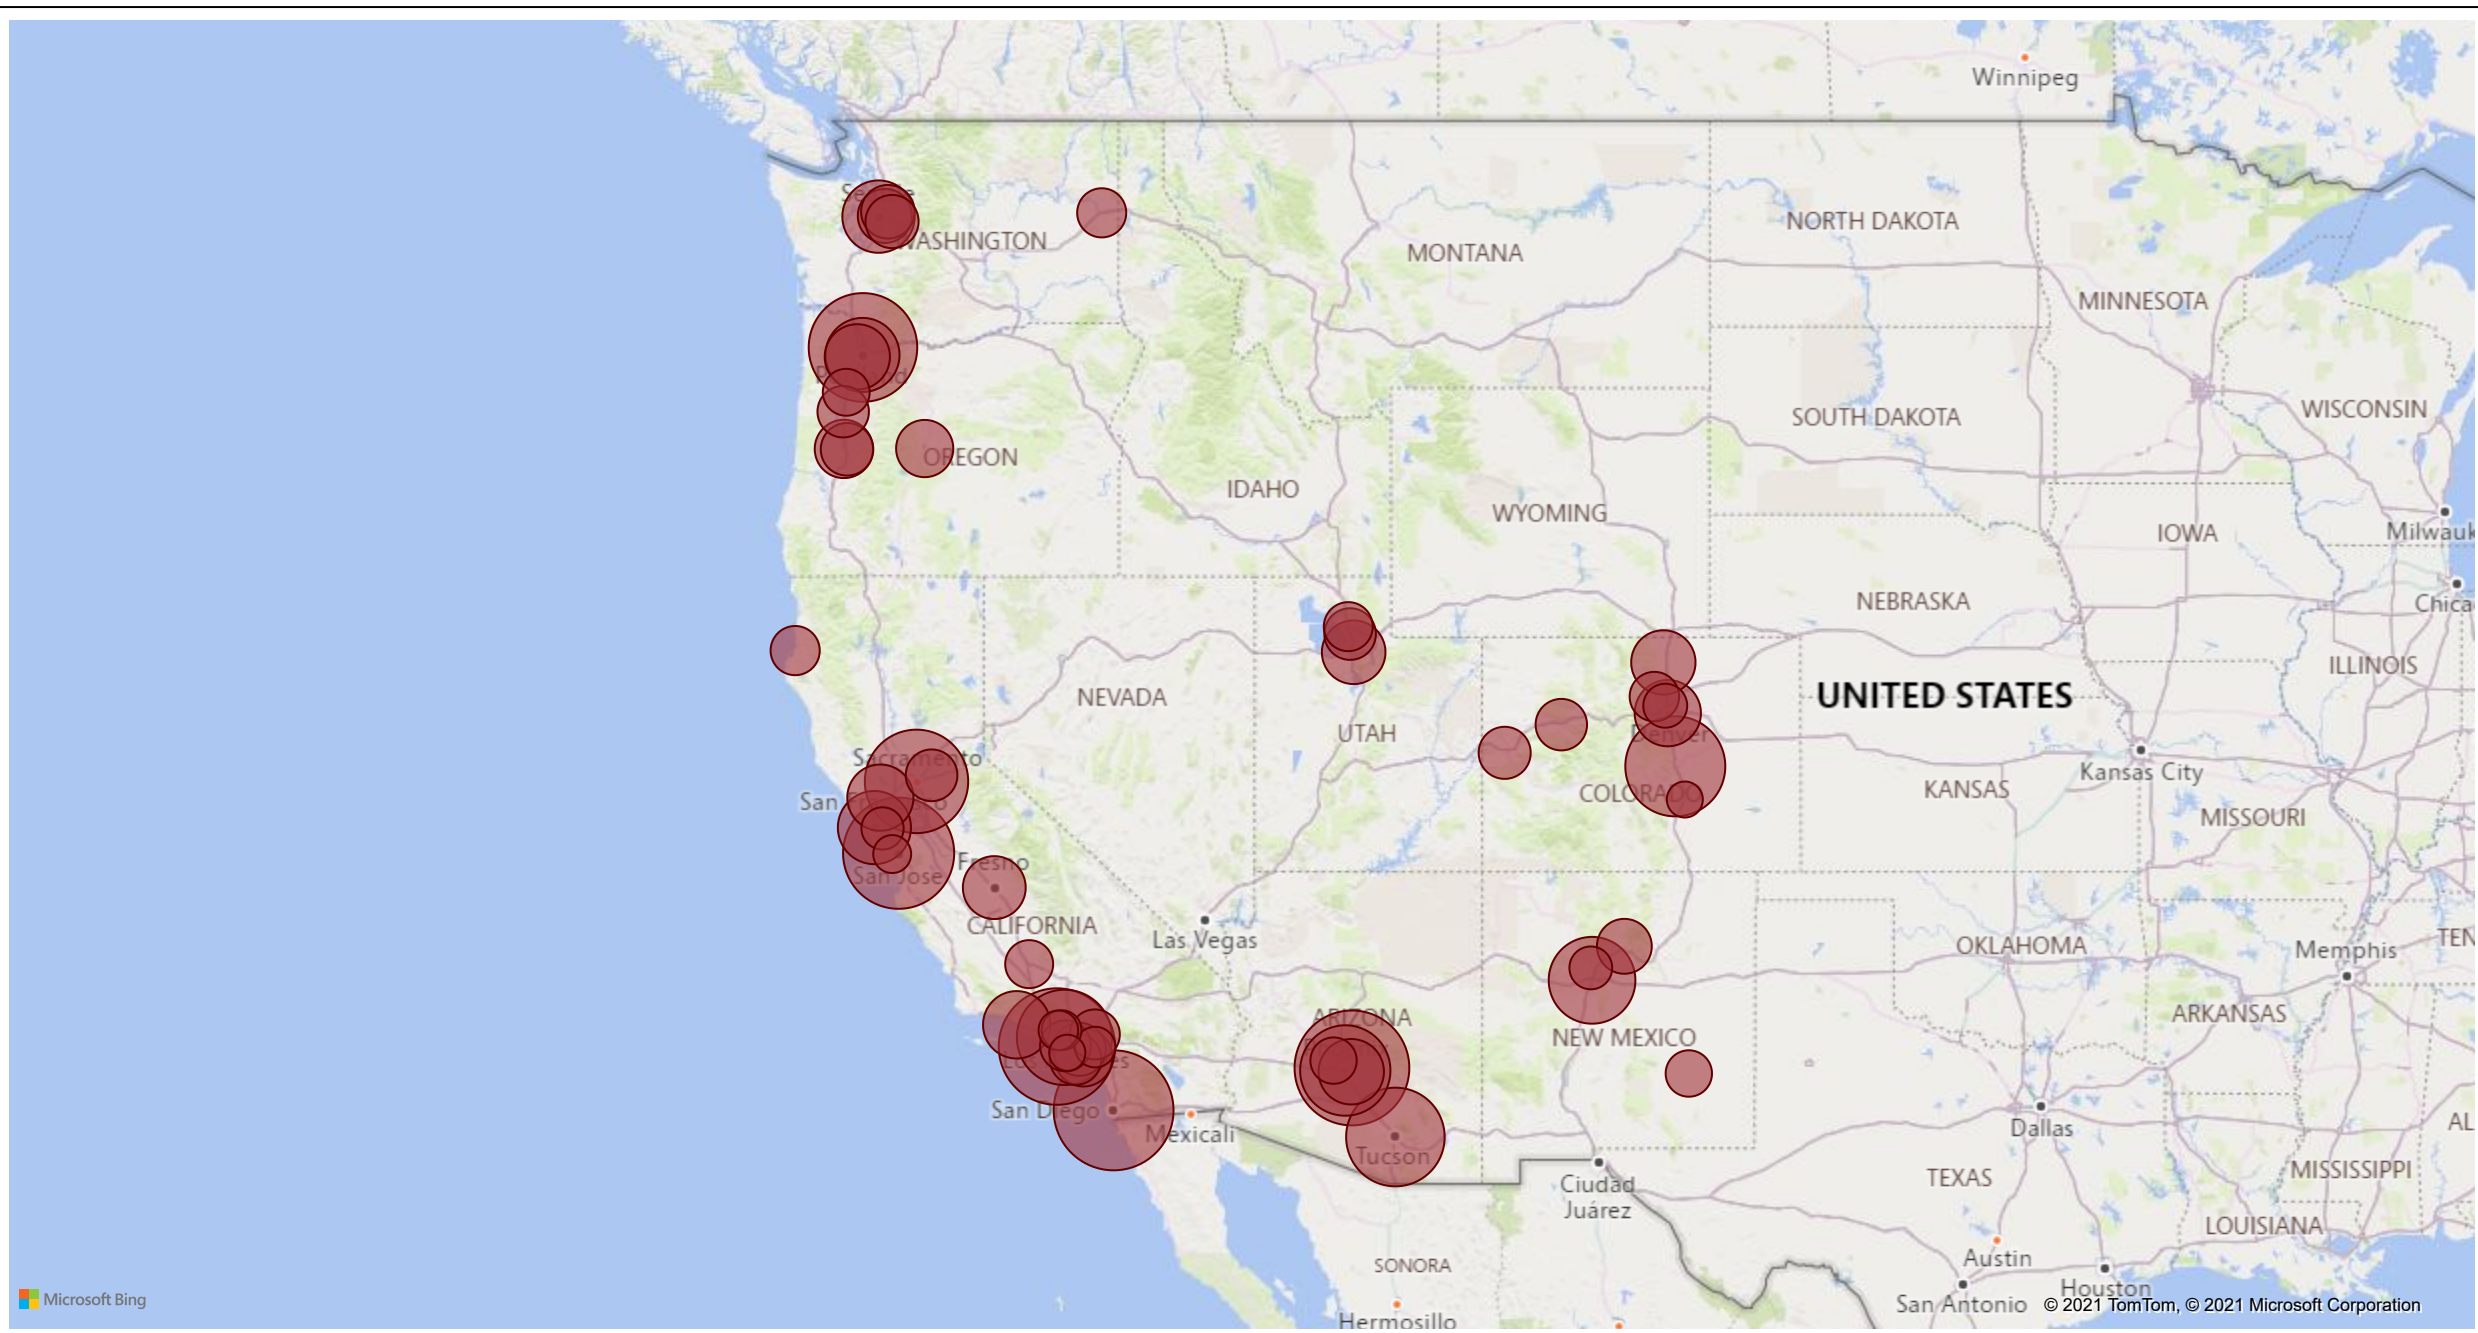 Winnipeg
WASHINGTON
MONTANA
NORTH DAKOTA
MINNESOTA
SOUTH DAKOTA
WISCONSIN
OREGON
IDAHO
WYOMING
IOWA
Milwauk
NEBRASKA
Chica
ILLINOIS
NEVADA
UNITED STATES
UTAH
Denver
Sacramento
Kansas City
COLORADO
KANSAS
San
MISSOURI
San Jose
Fresno
CALIFORNIA
Las Vegas
OKLAHOMA
Memphis
TEN
ARIZONA
ARKANSAS
NEW MEXICO
San Diego
Mexicali
Dallas
AL
Tucson
MISSISSIPPI
TEXAS
Ciudad
Juárez
LOUISIANA
SONORA
Austin
Houston
San Antonio
Hermosillo
Microsoft Bing
© 2021 TomTom, © 2021 Microsoft Corporation